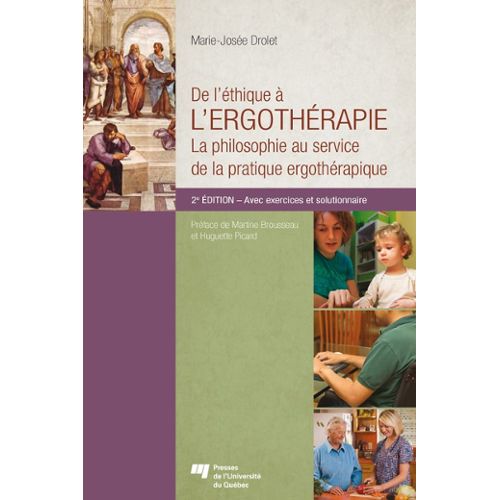 Marie-Josée Drolet
De l'éthique à
L'ERGOTHÉRAPIE
La philosophie au service
de la pratique ergothérapique
2e ÉDITION – Avec exercices et solutionnaire
Préface de Martine Brousseau
et Huguette Picard
Presses
de l'Université
du Québec